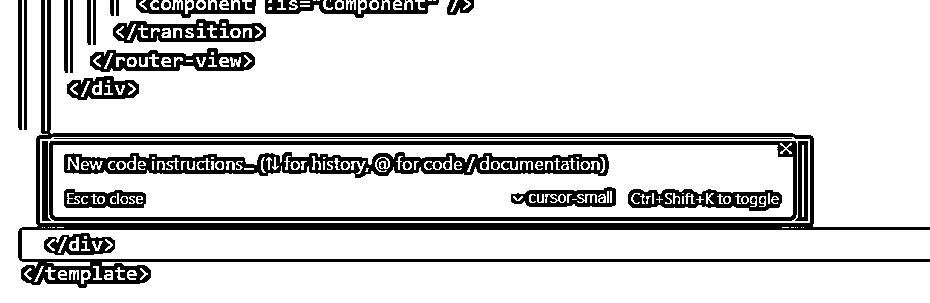 <component :is="Component" />
</transition>
</router-view>
</div>
New code instructions... (⇅ for history, @ for code / documentation)
Esc to close
cursor-small Ctrl+Shift+K to toggle
</div>
</template>